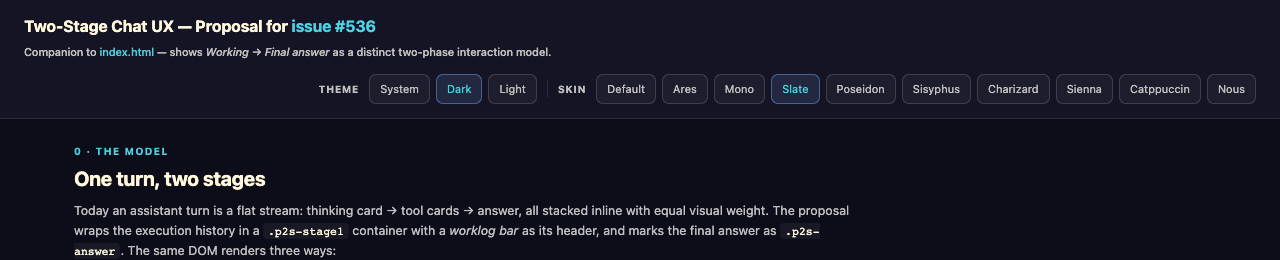 Two-Stage Chat UX — Proposal for issue #536
Companion to index.html — shows Working → Final answer as a distinct two-phase interaction model.
THEME System Dark Light SKIN Default Ares Mono Slate Poseidon Sisyphus Charizard Sienna Catppuccin Nous
0 · THE MODEL
One turn, two stages
Today an assistant turn is a flat stream: thinking card → tool cards → answer, all stacked inline with equal visual weight. The proposal
wraps the execution history in a .p2s-stage1 container with a worklog bar as its header, and marks the final answer as .p2s-
answer . The same DOM renders three ways: